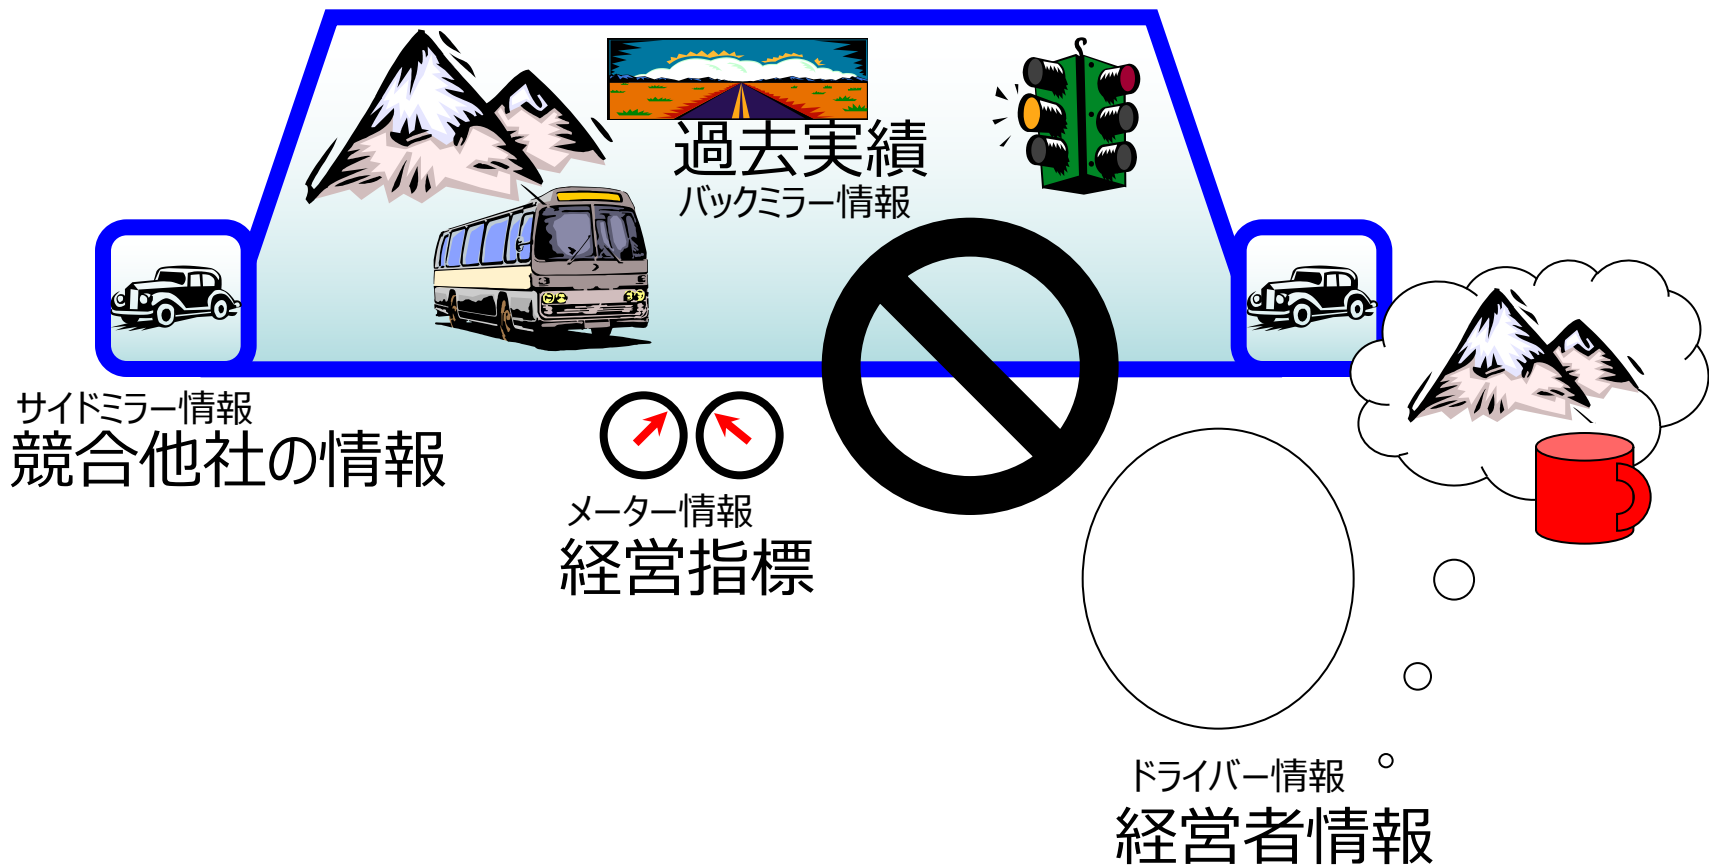 過去実績
バックミラー情報
サイドミラー情報
競合他社の情報
メーター情報
経営指標
ドライバー情報
経営者情報